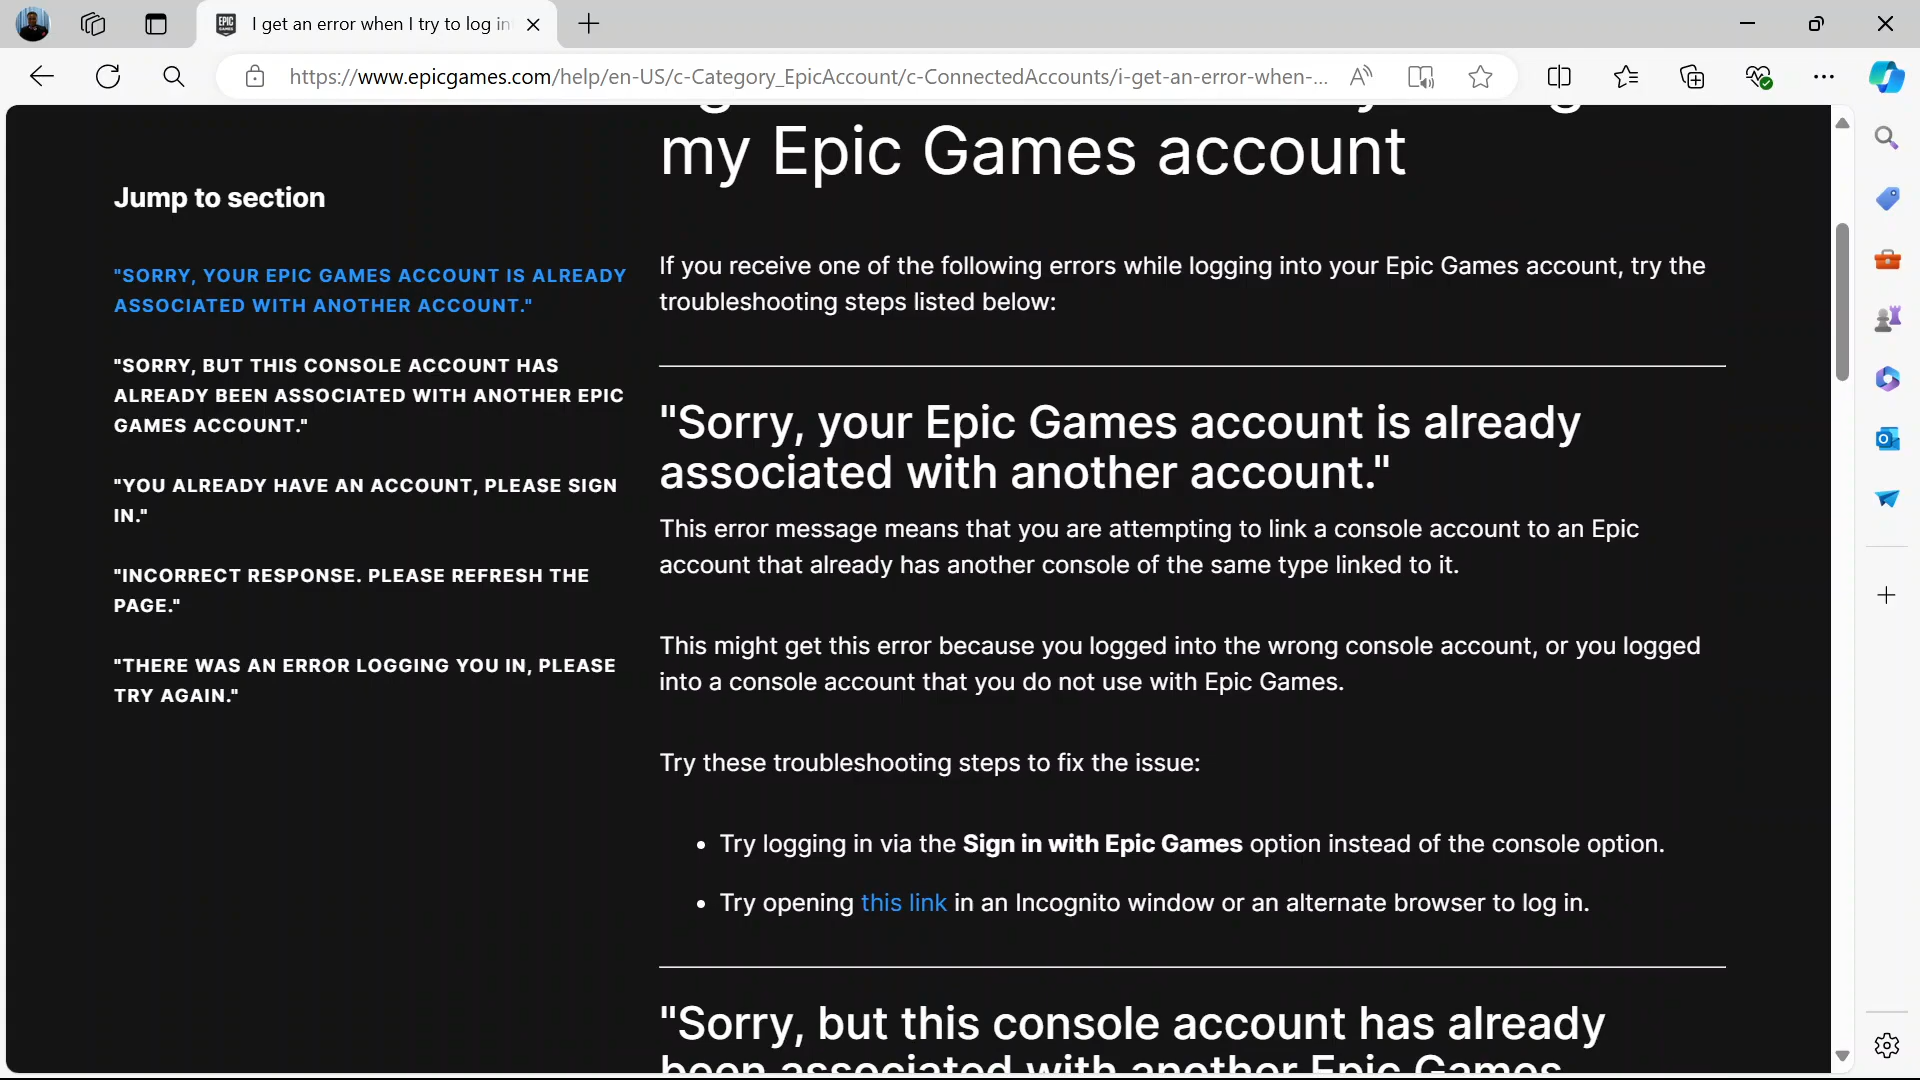 EPIC GAMES
I get an error when I try to log in
https://www.epicgames.com/help/en-US/c-Category_EpicAccount/c-ConnectedAccounts/i-get-an-error-when-...
my Epic Games account
Jump to section
"SORRY, YOUR EPIC GAMES ACCOUNT IS ALREADY
ASSOCIATED WITH ANOTHER ACCOUNT."
"SORRY, BUT THIS CONSOLE ACCOUNT HAS
ALREADY BEEN ASSOCIATED WITH ANOTHER EPIC
GAMES ACCOUNT."
"YOU ALREADY HAVE AN ACCOUNT, PLEASE SIGN
IN."
"INCORRECT RESPONSE. PLEASE REFRESH THE
PAGE."
"THERE WAS AN ERROR LOGGING YOU IN, PLEASE
TRY AGAIN."
If you receive one of the following errors while logging into your Epic Games account, try the
troubleshooting steps listed below:
"Sorry, your Epic Games account is already
associated with another account."
This error message means that you are attempting to link a console account to an Epic
account that already has another console of the same type linked to it.
This might get this error because you logged into the wrong console account, or you logged
into a console account that you do not use with Epic Games.
Try these troubleshooting steps to fix the issue:
• Try logging in via the Sign in with Epic Games option instead of the console option.
• Try opening this link in an Incognito window or an alternate browser to log in.
"Sorry, but this console account has already
been associated with another Epic Games